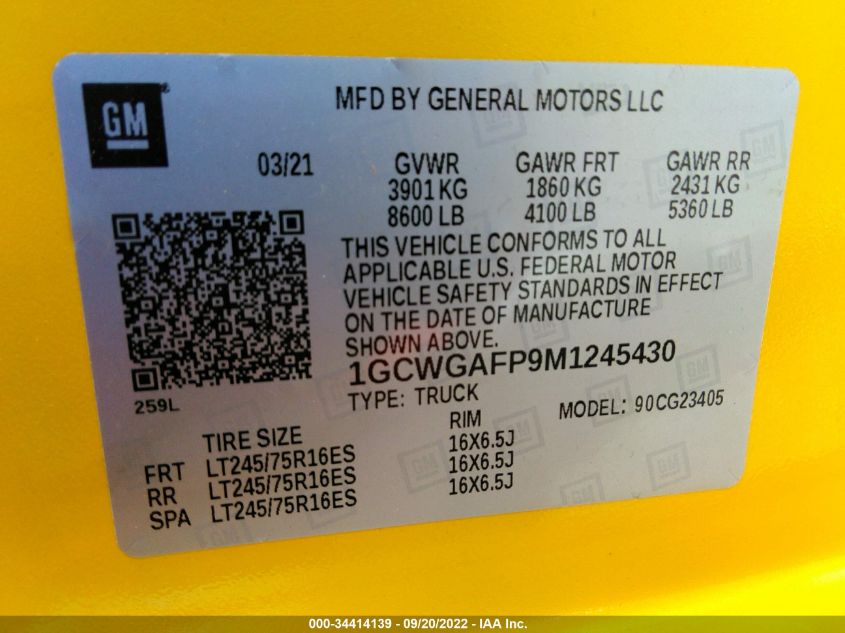 GM
MFD BY GENERAL MOTORS LLC
03/21 GVWR GAWR FRT GAWR RR
3901 KG 1860 KG 2431 KG
8600 LB 4100 LB 5360 LB
THIS VEHICLE CONFORMS TO ALL
APPLICABLE U.S. FEDERAL MOTOR
VEHICLE SAFETY STANDARDS IN EFFECT
ON THE DATE OF MANUFACTURE
SHOWN ABOVE.
1GCWGAFP9M1245430
259L
TYPE: TRUCK MODEL: 90CG23405
TIRE SIZE RIM
FRT LT245/75R16ES 16X6.5J
RR LT245/75R16ES 16X6.5J
SPA LT245/75R16ES 16X6.5J
000-34414139 - 09/20/2022 - IAA Inc.